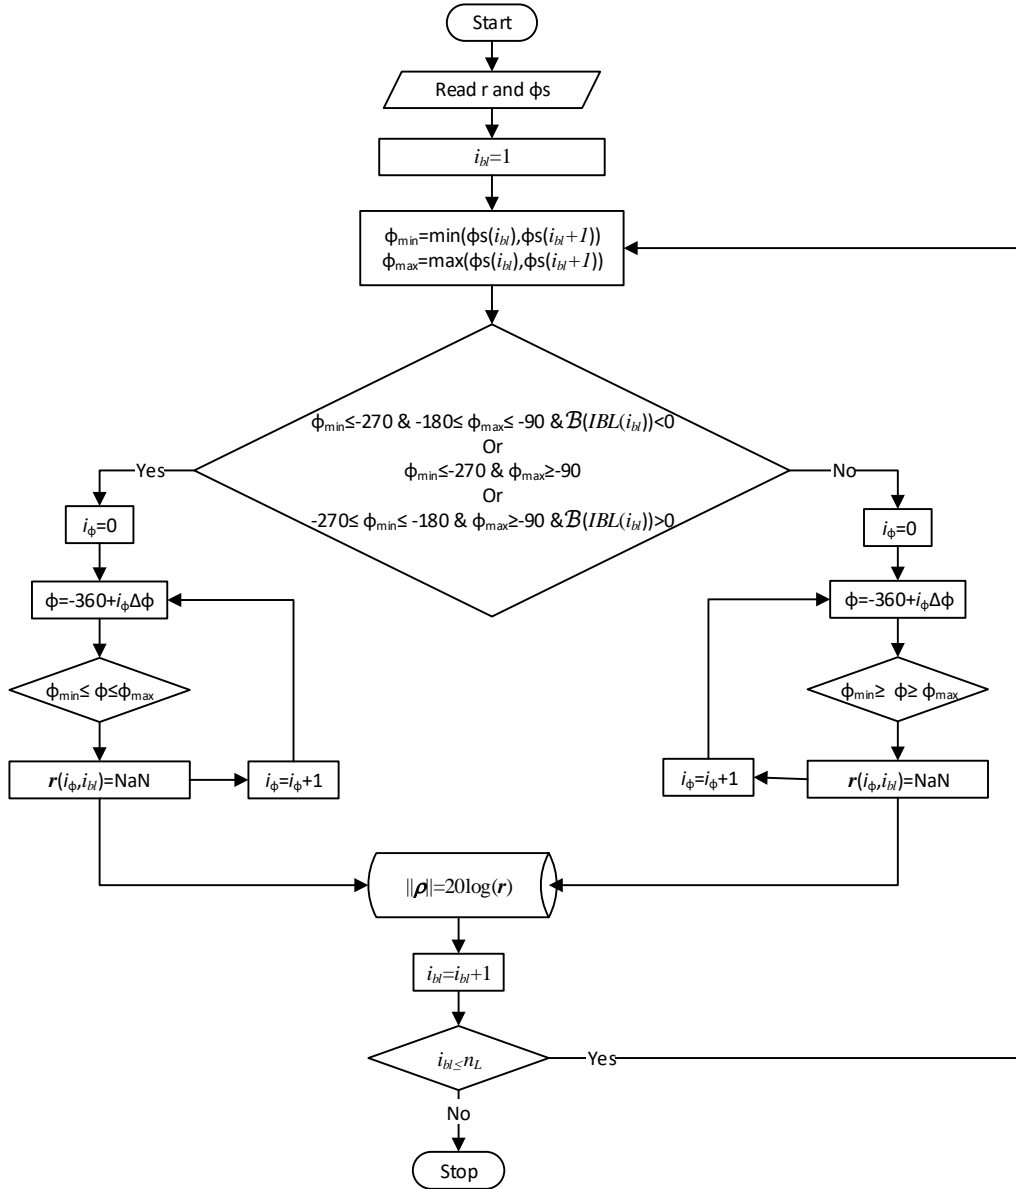 Start
Read r and ϕs
i_bl=1
ϕ_min=min(ϕs(i_bl),ϕs(i_bl+1))
ϕ_max=max(ϕs(i_bl),ϕs(i_bl+1))
ϕ_min≤-270 & -180≤ ϕ_max≤ -90 & ℬ(IBL(i_bl))<0
Or
ϕ_min≤-270 & ϕ_max≥-90
Or
-270≤ ϕ_min≤ -180 & ϕ_max≥-90 & ℬ(IBL(i_bl))>0
Yes
No
i_ϕ=0
i_ϕ=0
ϕ=-360+i_ϕΔϕ
ϕ=-360+i_ϕΔϕ
ϕ_min≤ ϕ≤ϕ_max
ϕ_min≥ ϕ≥ ϕ_max
r(i_ϕ,i_bl)=NaN
i_ϕ=i_ϕ+1
i_ϕ=i_ϕ+1
r(i_ϕ,i_bl)=NaN
||ρ||=20log(r)
i_bl=i_bl+1
i_bl≤n_L
Yes
No
Stop